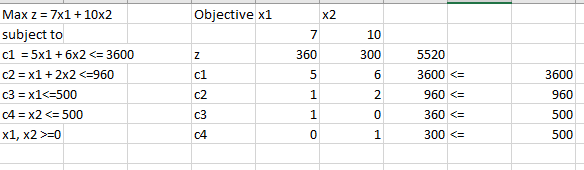 Max z = 7x1 + 10x2 Objective x1 x2
subject to 7 10
c1 = 5x1 + 6x2 <= 3600 z 360 300 5520
c2 = x1 + 2x2 <=960 c1 5 6 3600 <= 3600
c3 = x1<=500 c2 1 2 960 <= 960
c4 = x2 <= 500 c3 1 0 360 <= 500
x1, x2 >=0 c4 0 1 300 <= 500